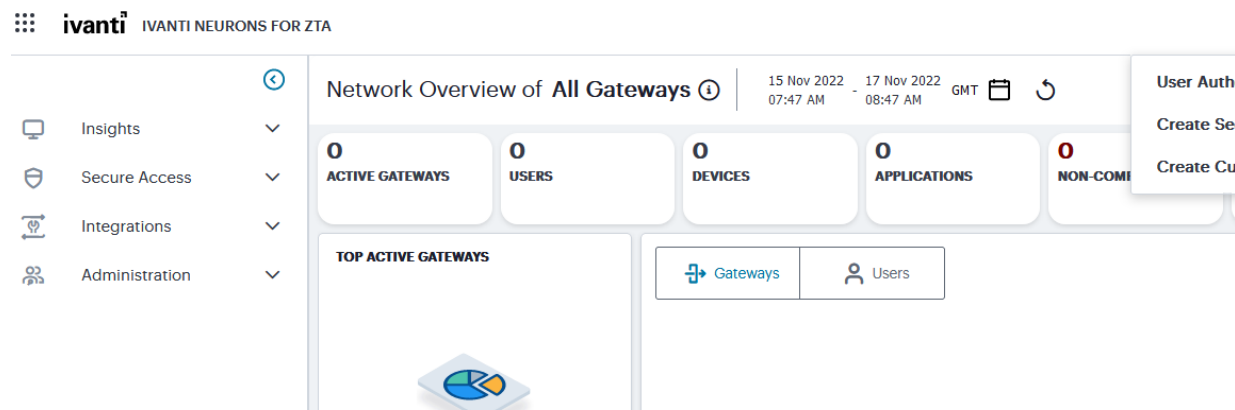 ivanti IVANTI NEURONS FOR ZTA
Network Overview of All Gateways
15 Nov 2022 07:47 AM - 17 Nov 2022 08:47 AM GMT
User Auth
Create Se
Create Cu
Insights
Secure Access
Integrations
Administration
0
ACTIVE GATEWAYS
0
USERS
0
DEVICES
0
APPLICATIONS
0
NON-COMP
TOP ACTIVE GATEWAYS
Gateways
Users